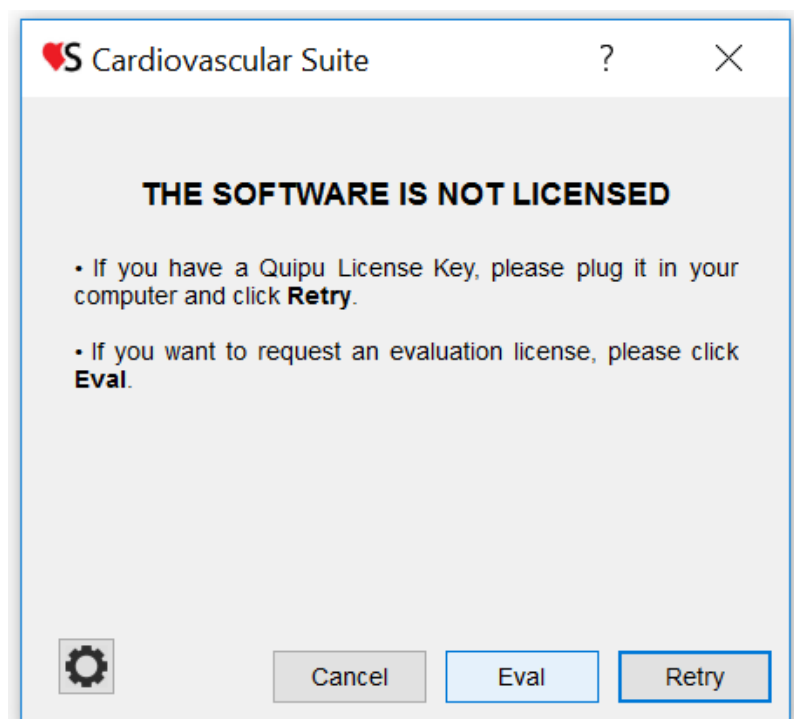 S Cardiovascular Suite ?
THE SOFTWARE IS NOT LICENSED
• If you have a Quipu License Key, please plug it in your
computer and click Retry.
• If you want to request an evaluation license, please click
Eval.
Cancel Eval Retry